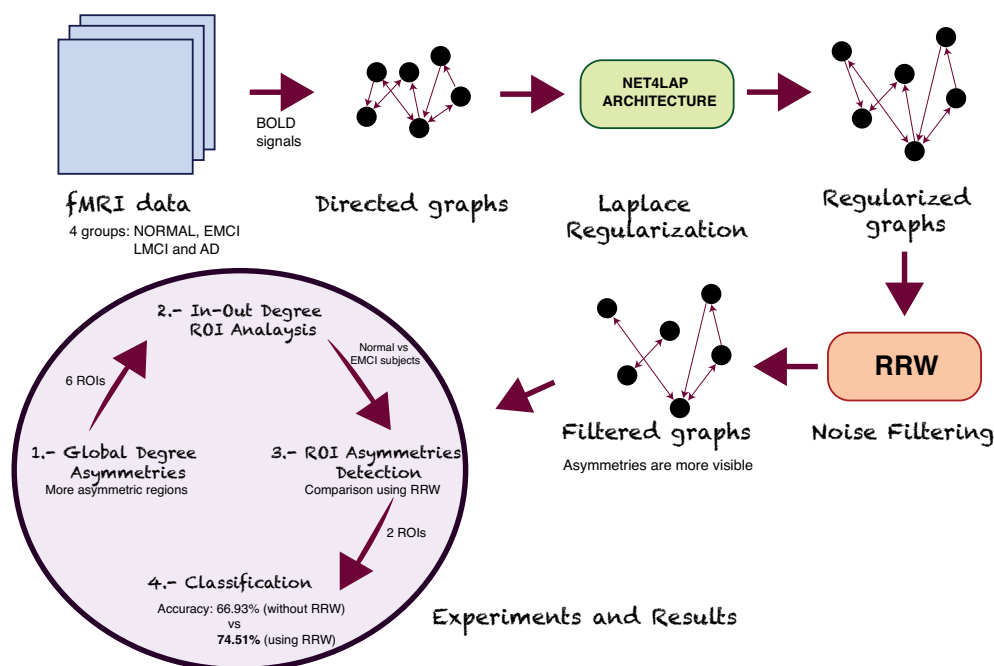 BOLD
signals
NET4LAP
ARCHITECTURE
fMRI data
4 groups: NORMAL, EMCI
LMCI and AD
Directed graphs
Laplace
Regularization
Regularized
graphs
RRW
Noise Filtering
Filtered graphs
Asymmetries are more visible
2.- In-Out Degree
ROI Analaysis
Normal vs
EMCI subjects
6 ROIs
1.- Global Degree
Asymmetries
More asymmetric regions
3.- ROI Asymmetries
Detection
Comparison using RRW
2 ROIs
4.- Classification
Accuracy: 66.93% (without RRW)
vs
74.51% (using RRW)
Experiments and Results